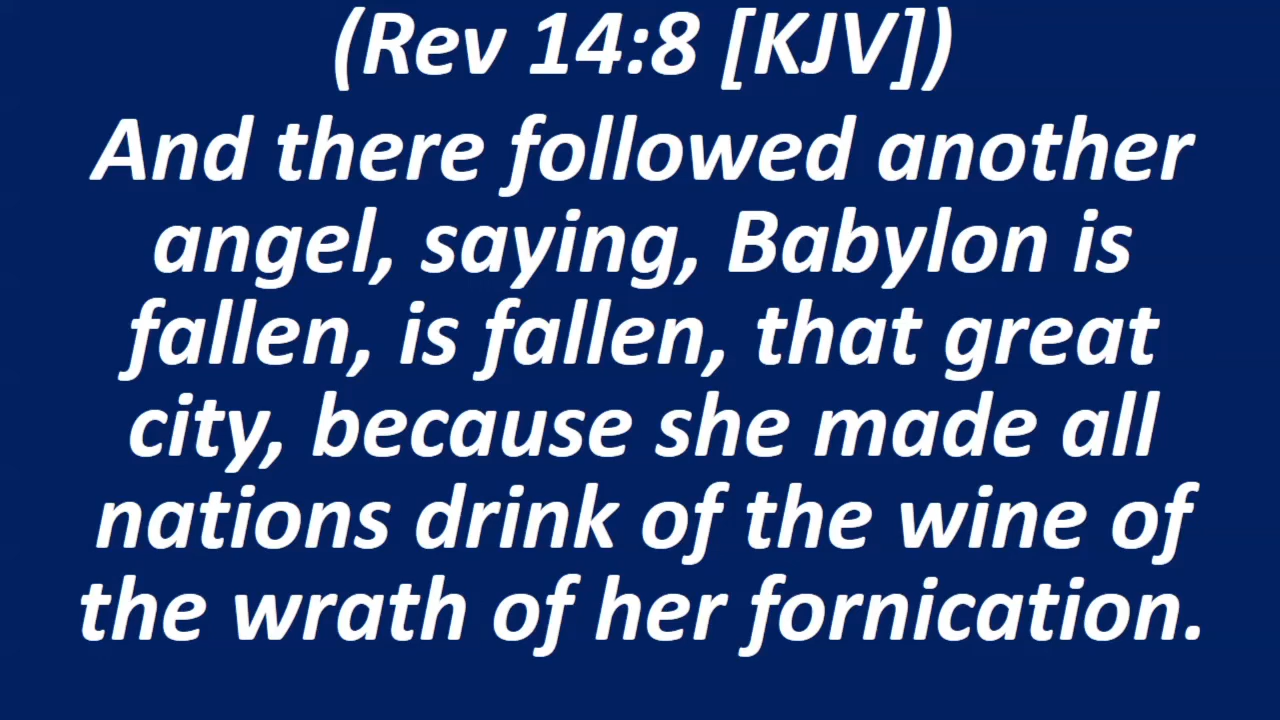 (Rev 14:8 [KJV])
And there followed another
angel, saying, Babylon is
fallen, is fallen, that great
city, because she made all
nations drink of the wine of
the wrath of her fornication.